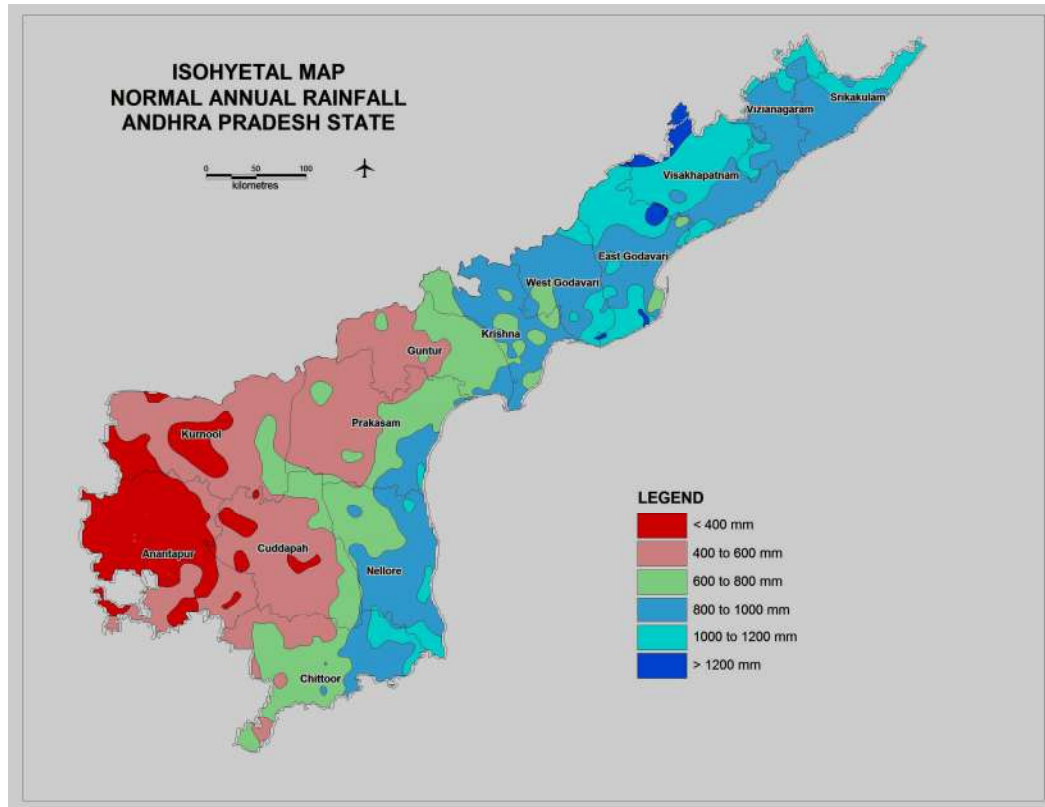 ISOHYETAL MAP
NORMAL ANNUAL RAINFALL
ANDHRA PRADESH STATE
0 50 100
kilometres
Srikakulam
Vizianagaram
Visakhapatnam
East Godavari
West Godavari
Krishna
Guntur
Prakasam
Kurnool
Anantapur
Cuddapah
Nellore
Chittoor
LEGEND
< 400 mm
400 to 600 mm
600 to 800 mm
800 to 1000 mm
1000 to 1200 mm
> 1200 mm